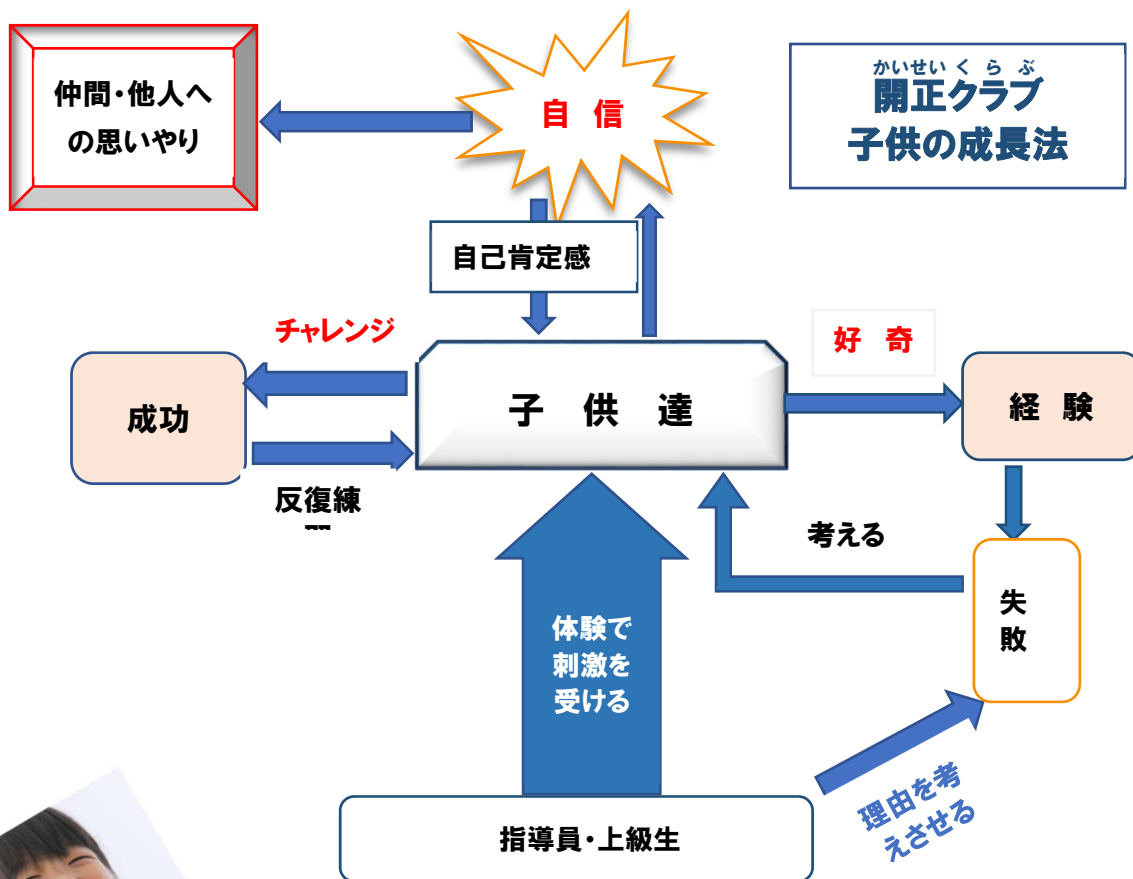 仲間・他人へ
の思いやり
自 信
かいせい く ら ぶ
開正クラブ
子供の成長法
自己肯定感
チャレンジ
好 奇
成功
子 供 達
経 験
反復練
考える
失
敗
体験で
刺激を
受ける
理由を考
えさせる
指導員・上級生